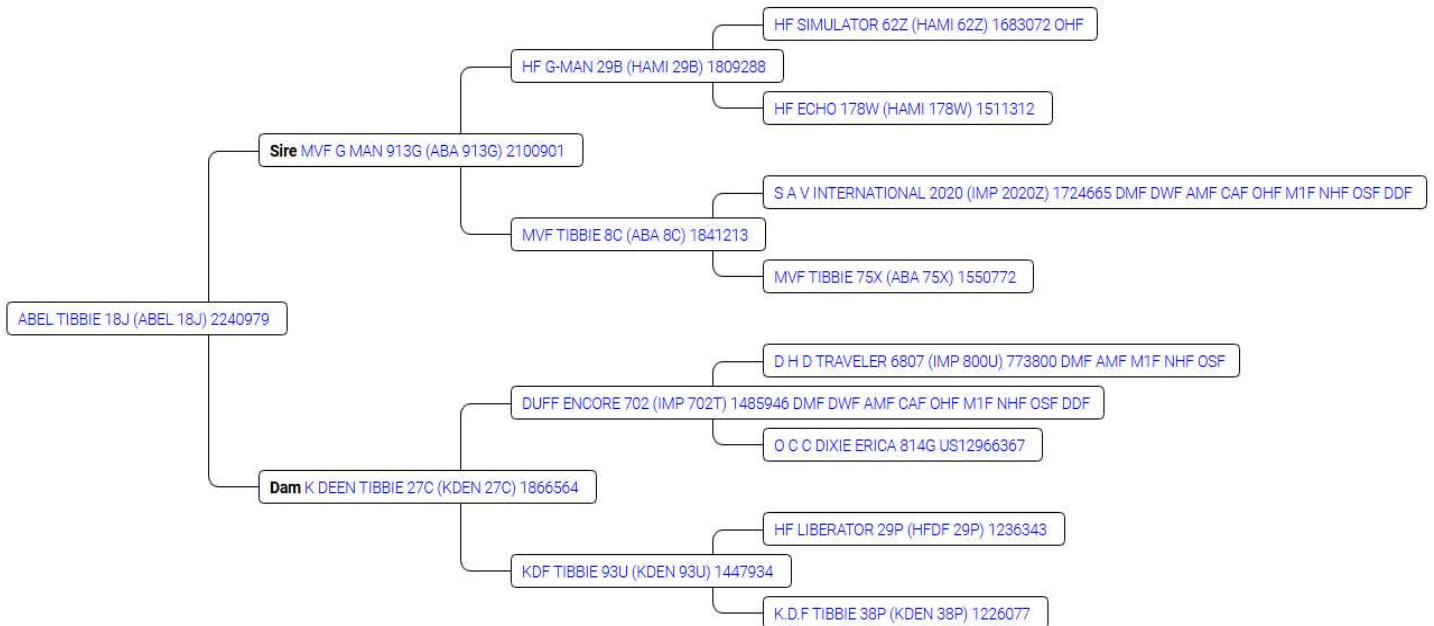 HF SIMULATOR 62Z (HAMI 62Z) 1683072 OHF
HF G-MAN 29B (HAMI 29B) 1809288
HF ECHO 178W (HAMI 178W) 1511312
Sire MVF G MAN 913G (ABA 913G) 2100901
S A V INTERNATIONAL 2020 (IMP 2020Z) 1724665 DMF DWF AMF CAF OHF M1F NHF OSF DDF
MVF TIBBIE 8C (ABA 8C) 1841213
MVF TIBBIE 75X (ABA 75X) 1550772
ABEL TIBBIE 18J (ABEL 18J) 2240979
D H D TRAVELER 6807 (IMP 800U) 773800 DMF AMF M1F NHF OSF
DUFF ENCORE 702 (IMP 702T) 1485946 DMF DWF AMF CAF OHF M1F NHF OSF DDF
O C C DIXIE ERICA 814G US12966367
Dam K DEEN TIBBIE 27C (KDEN 27C) 1866564
HF LIBERATOR 29P (HFDF 29P) 1236343
KDF TIBBIE 93U (KDEN 93U) 1447934
K.D.F TIBBIE 38P (KDEN 38P) 1226077